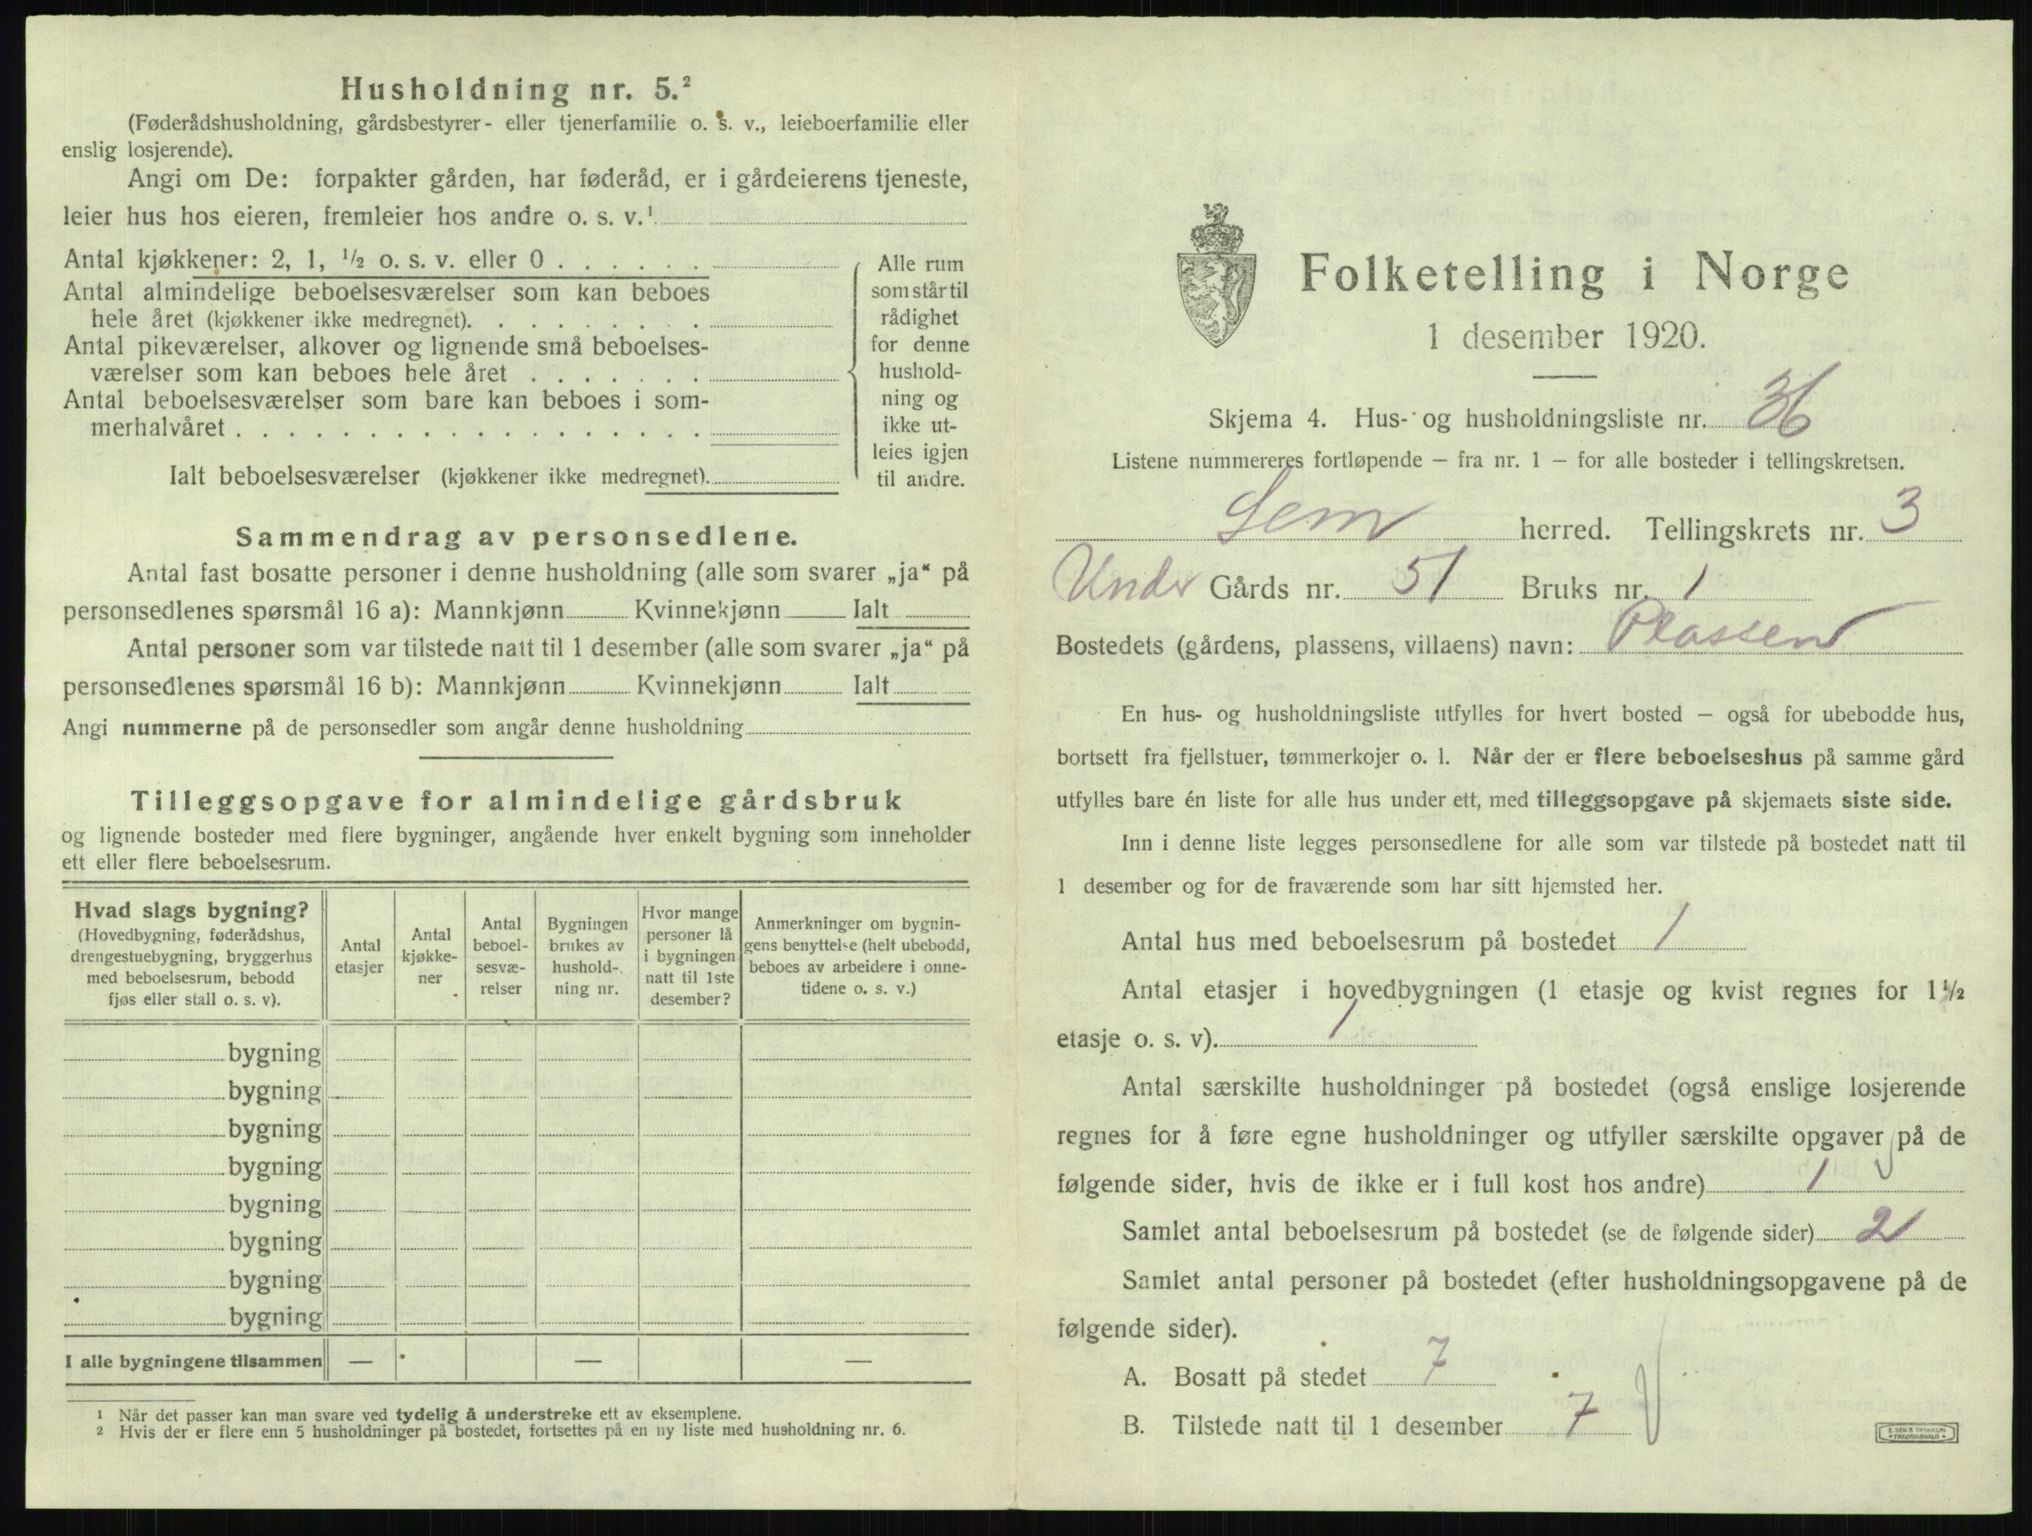 Husholdning nr. 5.²
(Føderådshusholdning, gårdsbestyrer- eller tjenerfamilie o. s. v., leieboerfamilie eller
enslig losjerende).
Angi om De: forpakter gården, har føderåd, er i gårdeierens tjeneste,
leier hus hos eieren, fremleier hos andre o. s. v.¹
Antal kjøkkener: 2, 1, ½ o. s. v. eller 0 . . . . . .
Antal almindelige beboelsesværelser som kan beboes
hele året (kjøkkener ikke medregnet). . . . . . . . .
Antal pikeværelser, alkover og lignende små beboelses-
værelser som kan beboes hele året . . . . . . .
Antal beboelsesværelser som bare kan beboes i som-
merhalvåret . . . . . . . . . . . . . . . . . .
Ialt beboelsesværelser (kjøkkener ikke medregnet).
Alle rum
som står til
rådighet
for denne
hushold-
ning og
ikke ut-
leies igjen
til andre.
Sammendrag av personsedlene.
Antal fast bosatte personer i denne husholdning (alle som svarer „ja“ på
personsedlenes spørsmål 16 a): Mannkjønn Kvinnekjønn Ialt
Antal personer som var tilstede natt til 1 desember (alle som svarer „ja“ på
personsedlenes spørsmål 16 b): Mannkjønn Kvinnekjønn Ialt
Angi nummerne på de personsedler som angår denne husholdning
Tilleggsopgave for almindelige gårdsbruk
og lignende bosteder med flere bygninger, angående hver enkelt bygning som inneholder
ett eller flere beboelsesrum.
Hvad slags bygning?
(Hovedbygning, føderådshus,
drengestuebygning, bryggerhus
med beboelsesrum, bebodd
fjøs eller stall o. s. v).
Antal
etasjer
Antal
kjøkke-
ner
Antal
beboel-
sesvæ-
relser
Bygningen
brukes av
hushold-
ning nr.
Hvor mange
personer lå
i bygningen
natt til 1ste
desember?
Anmerkninger om bygnin-
gens benyttelse (helt ubebodd,
beboes av arbeidere i onne-
tidene o. s. v.)
bygning
bygning
bygning
bygning
bygning
bygning
bygning
bygning
I alle bygningene tilsammen — — —
¹ Når det passer kan man svare ved tydelig å understreke ett av eksemplene.
² Hvis der er flere enn 5 husholdninger på bostedet, fortsettes på en ny liste med husholdning nr. 6.
Folketelling i Norge
1 desember 1920.
Skjema 4. Hus- og husholdningsliste nr. 36
Listene nummereres fortløpende – fra nr. 1 – for alle bosteder i tellingskretsen.
Sem herred. Tellingskrets nr. 3
Under Gårds nr. 51 Bruks nr. 1
Bostedets (gårdens, plassens, villaens) navn: Plassen
En hus- og husholdningsliste utfylles for hvert bosted – også for ubebodde hus,
bortsett fra fjellstuer, tømmerkojer o. l. Når der er flere beboelseshus på samme gård
utfylles bare én liste for alle hus under ett, med tilleggsopgave på skjemaets siste side.
Inn i denne liste legges personsedlene for alle som var tilstede på bostedet natt til
1 desember og for de fraværende som har sitt hjemsted her.
Antal hus med beboelsesrum på bostedet 1
Antal etasjer i hovedbygningen (1 etasje og kvist regnes for 1½
etasje o. s. v). 1
Antal særskilte husholdninger på bostedet (også enslige losjerende
regnes for å føre egne husholdninger og utfyller særskilte opgaver på de
følgende sider, hvis de ikke er i full kost hos andre) 1
Samlet antal beboelsesrum på bostedet (se de følgende sider) 2
Samlet antal personer på bostedet (efter husholdningsopgavene på de
følgende sider).
A. Bosatt på stedet 7
B. Tilstede natt til 1 desember 7